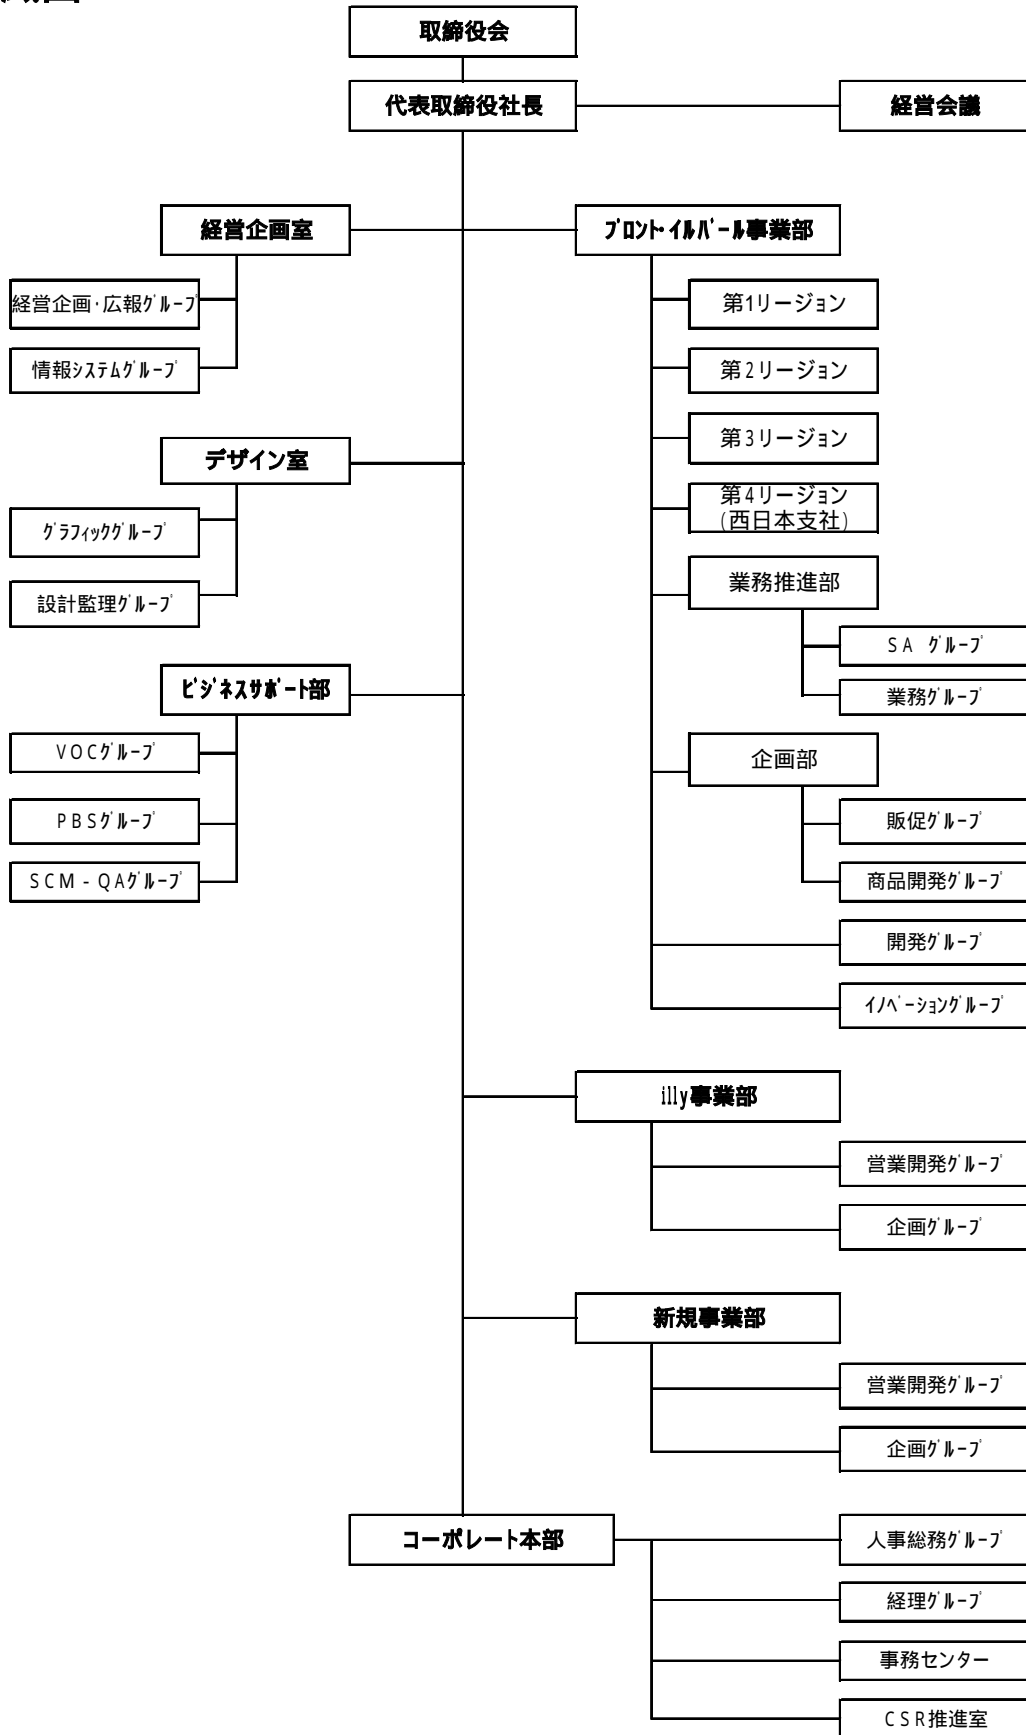 取締役会
代表取締役社長
経営会議
経営企画室
ﾌﾟﾛﾝﾄ･ｲﾙﾊﾞｰﾙ事業部
経営企画・広報ｸﾞﾙｰﾌﾟ
情報ｼｽﾃﾑｸﾞﾙｰﾌﾟ
第1リージョン
第2リージョン
第3リージョン
第4リージョン
(西日本支社)
デザイン室
ｸﾞﾗﾌｨｯｸｸﾞﾙｰﾌﾟ
設計監理ｸﾞﾙｰﾌﾟ
業務推進部
SA ｸﾞﾙｰﾌﾟ
業務ｸﾞﾙｰﾌﾟ
ﾋﾞｼﾞﾈｽｻﾎﾟｰﾄ部
VOCｸﾞﾙｰﾌﾟ
PBSｸﾞﾙｰﾌﾟ
SCM-QAｸﾞﾙｰﾌﾟ
企画部
販促ｸﾞﾙｰﾌﾟ
商品開発ｸﾞﾙｰﾌﾟ
開発ｸﾞﾙｰﾌﾟ
ｲﾉﾍﾞｰｼｮﾝｸﾞﾙｰﾌﾟ
illy事業部
営業開発ｸﾞﾙｰﾌﾟ
企画ｸﾞﾙｰﾌﾟ
新規事業部
営業開発ｸﾞﾙｰﾌﾟ
企画ｸﾞﾙｰﾌﾟ
コーポレート本部
人事総務ｸﾞﾙｰﾌﾟ
経理ｸﾞﾙｰﾌﾟ
事務センター
CSR推進室